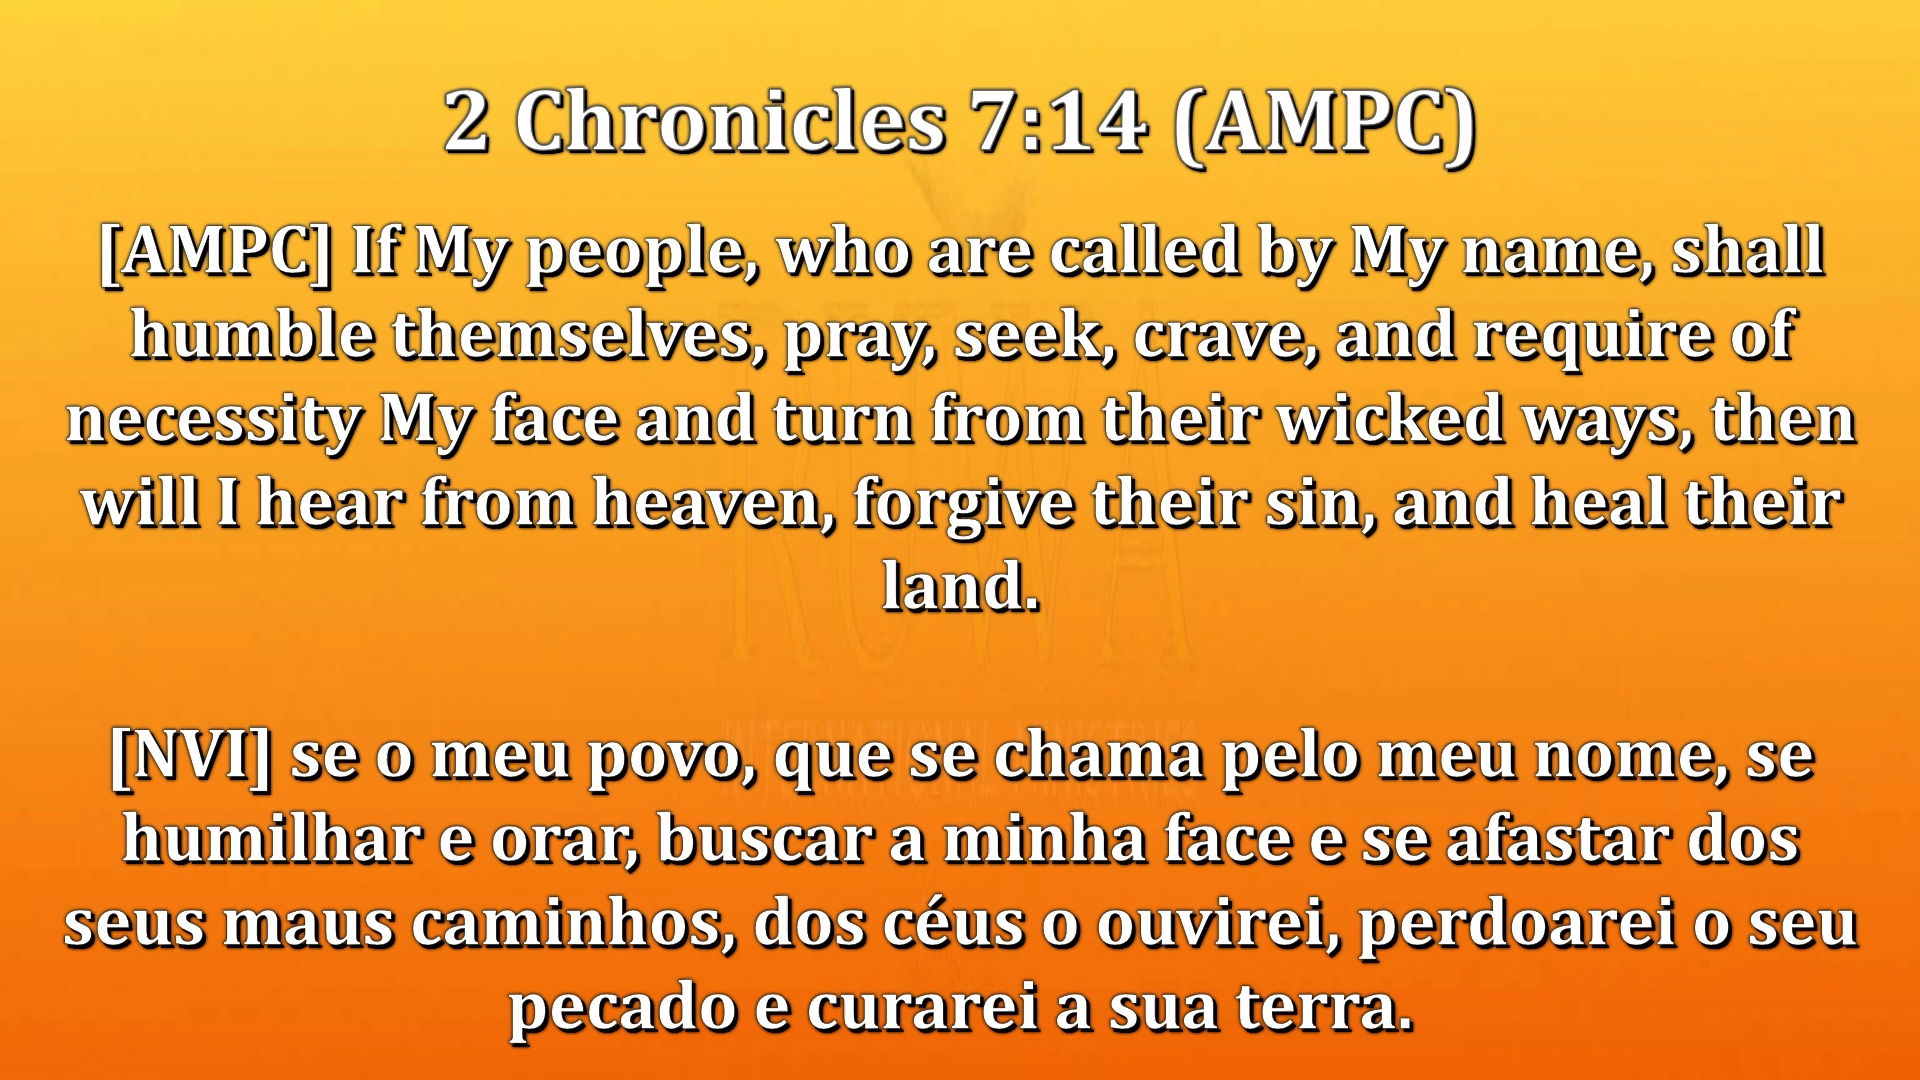 2 Chronicles 7:14 (AMPC)
[AMPC] If My people, who are called by My name, shall
humble themselves, pray, seek, crave, and require of
necessity My face and turn from their wicked ways, then
will I hear from heaven, forgive their sin, and heal their
land.
[NVI] se o meu povo, que se chama pelo meu nome, se
humilhar e orar, buscar a minha face e se afastar dos
seus maus caminhos, dos céus o ouvirei, perdoarei o seu
pecado e curarei a sua terra.